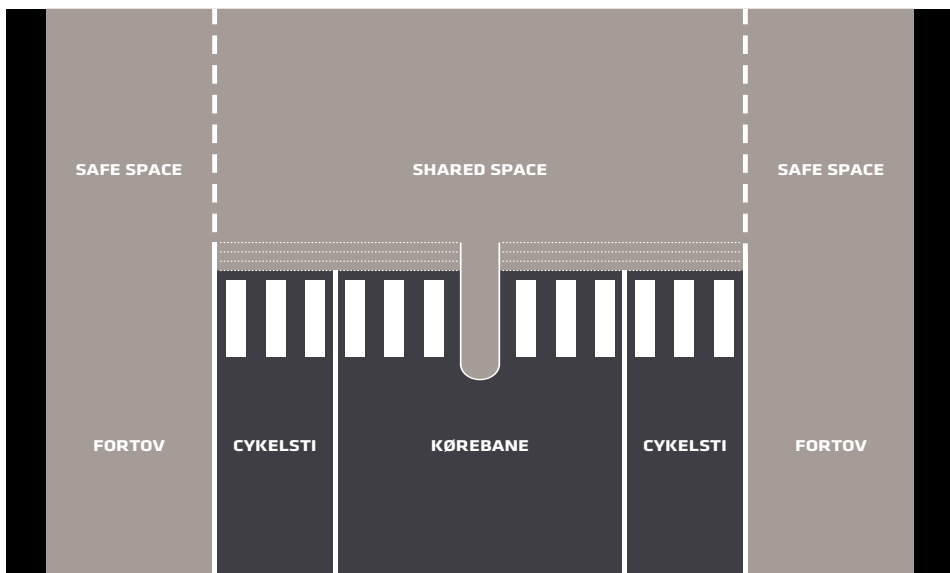 SAFE SPACE
SHARED SPACE
SAFE SPACE
FORTOV
CYKELSTI
KØREBANE
CYKELSTI
FORTOV